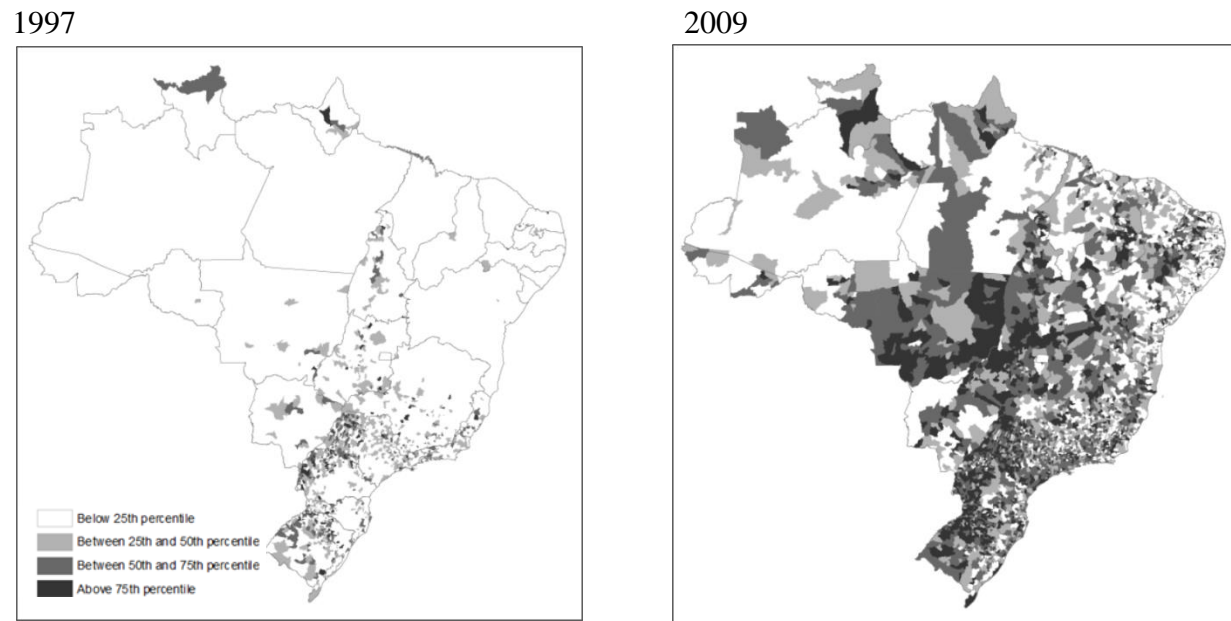 1997
2009
Below 25th percentile
Between 25th and 50th percentile
Between 50th and 75th percentile
Above 75th percentile